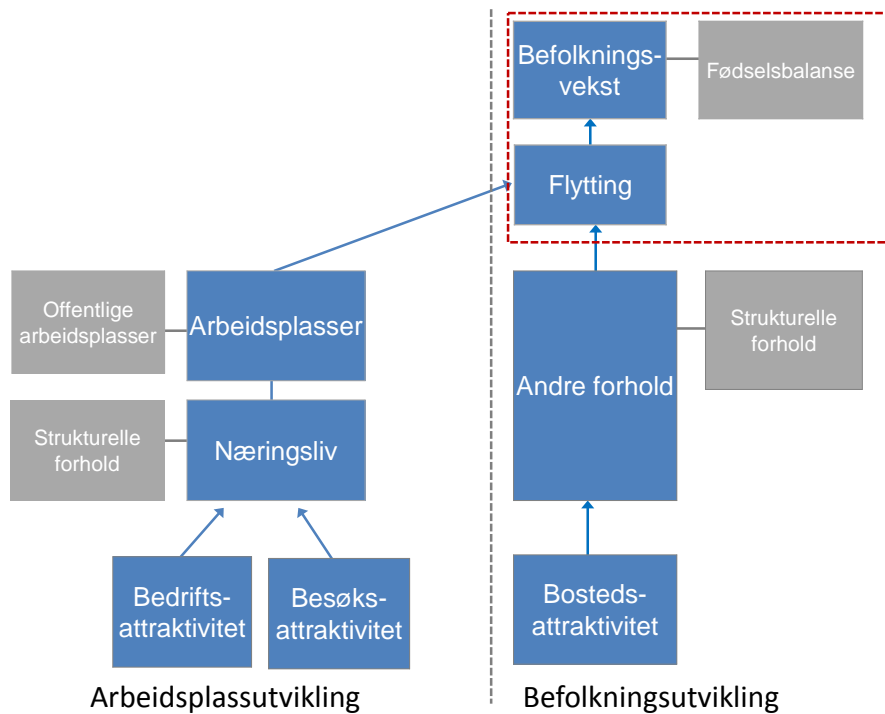 Befolknings-
vekst
Fødselsbalanse
Flytting
Offentlige
arbeidsplasser
Arbeidsplasser
Strukturelle
forhold
Andre forhold
Strukturelle
forhold
Næringsliv
Bedrifts-
attraktivitet
Besøks-
attraktivitet
Bosteds-
attraktivitet
Arbeidsplassutvikling
Befolkningsutvikling